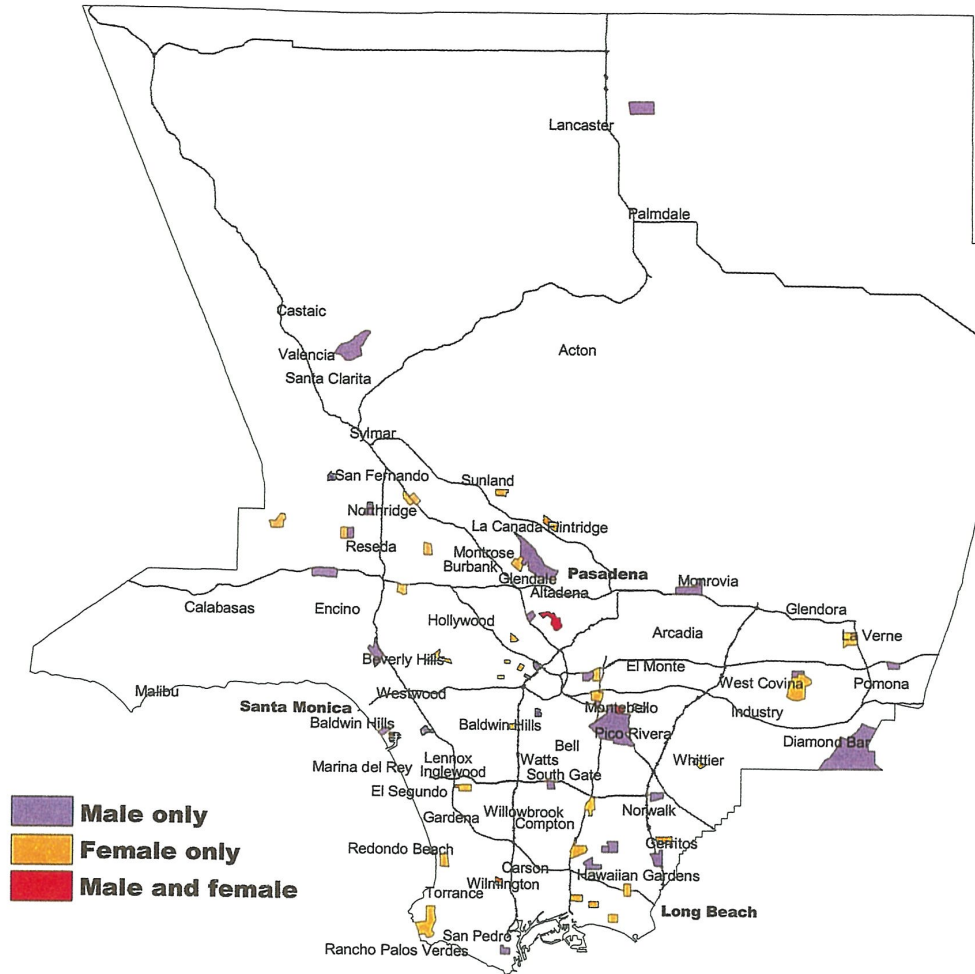 Lancaster
Palmdale
Castaic
Acton
Valencia
Santa Clarita
Sylmar
San Fernando
Sunland
Northridge
La Canada Flintridge
Reseda
Montrose
Burbank
Glendale
Pasadena
Altadena
Monrovia
Calabasas
Encino
Hollywood
Glendora
Arcadia
La Verne
Beverly Hills
El Monte
Malibu
Westwood
West Covina
Pomona
Santa Monica
Montebello
Industry
Baldwin Hills
Baldwin Hills
Pico Rivera
Diamond Bar
Bell
Marina del Rey
Lennox
Watts
Whittier
Inglewood
South Gate
El Segundo
Male only
Gardena
Willowbrook
Norwalk
Compton
Female only
Redondo Beach
Cerritos
Male and female
Carson
Hawaiian Gardens
Wilmington
Torrance
Long Beach
San Pedro
Rancho Palos Verdes